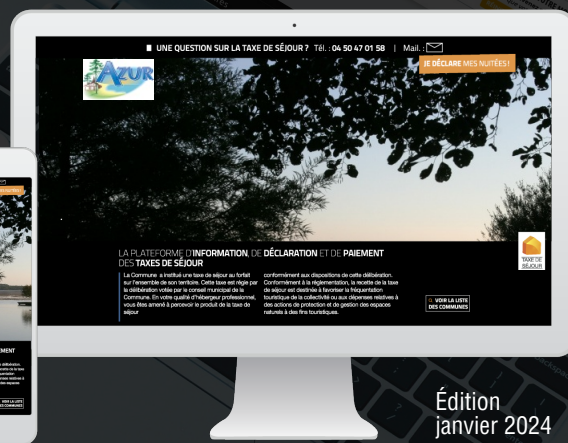 UNE QUESTION SUR LA TAXE DE SÉJOUR ? Tél. : 04 50 47 01 58 | Mail. :
AZUR
JE DÉCLARE MES NUITÉES !
LA PLATEFORME D'INFORMATION, DE DÉCLARATION ET DE PAIEMENT
DES TAXES DE SÉJOUR
La Commune a institué une taxe de séjour au forfait
sur l'ensemble de son territoire. Cette taxe est régie par
la délibération votée par le conseil municipal de la
Commune. En votre qualité d'hébergeur professionnel,
vous êtes amené à percevoir le produit de la taxe de
séjour
conformément aux dispositions de cette délibération.
Conformément à la réglementation, la recette de la taxe
de séjour est destinée à favoriser la fréquentation
touristique de la collectivité ou aux dépenses relatives à
des actions de protection et de gestion des espaces
naturels à des fins touristiques.
TAXE DE
SÉJOUR
VOIR LA LISTE
DES COMMUNES
Édition
janvier 2024